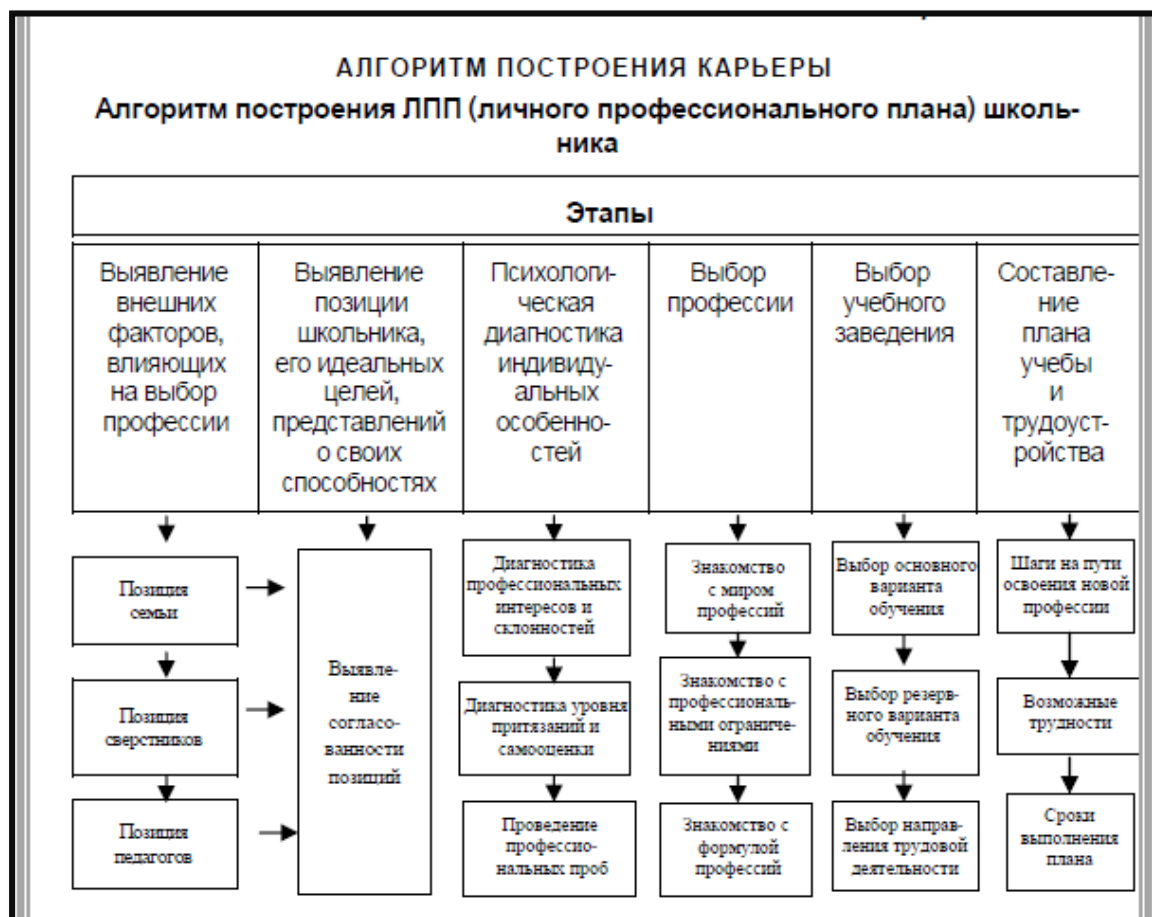 АЛГОРИТМ ПОСТРОЕНИЯ КАРЬЕРЫ
Алгоритм построения ЛПП (личного профессионального плана) школь-
ника
Этапы
Выявление
внешних
факторов,
влияющих
на выбор
профессии
Выявление
позиции
школьника,
его идеальных
целей,
представлений
о своих
способностях
Психологи-
ческая
диагностика
индивиду-
альных
особенно-
стей
Выбор
профессии
Выбор
учебного
заведения
Составле-
ние
плана
учебы
и
трудоуст-
ройства
Позиция
семьи
Позиция
сверстников
Позиция
педагогов
Выявле-
ние
согласо-
ванности
позиций
Диагностика
профессиональных
интересов и
склонностей
Диагностика уровня
притязаний и
самооценки
Проведение
профессио-
нальных проб
Знакомство
с миром
профессий
Знакомство с
профессиональ-
ными ограниче-
ниями
Знакомство с
формулой
профессий
Выбор основного
варианта
обучения
Выбор резерв-
ного варианта
обучения
Выбор направ-
ления трудовой
деятельности
Шаги на пути
освоения новой
профессии
Возможные
трудности
Сроки
выполнения
плана